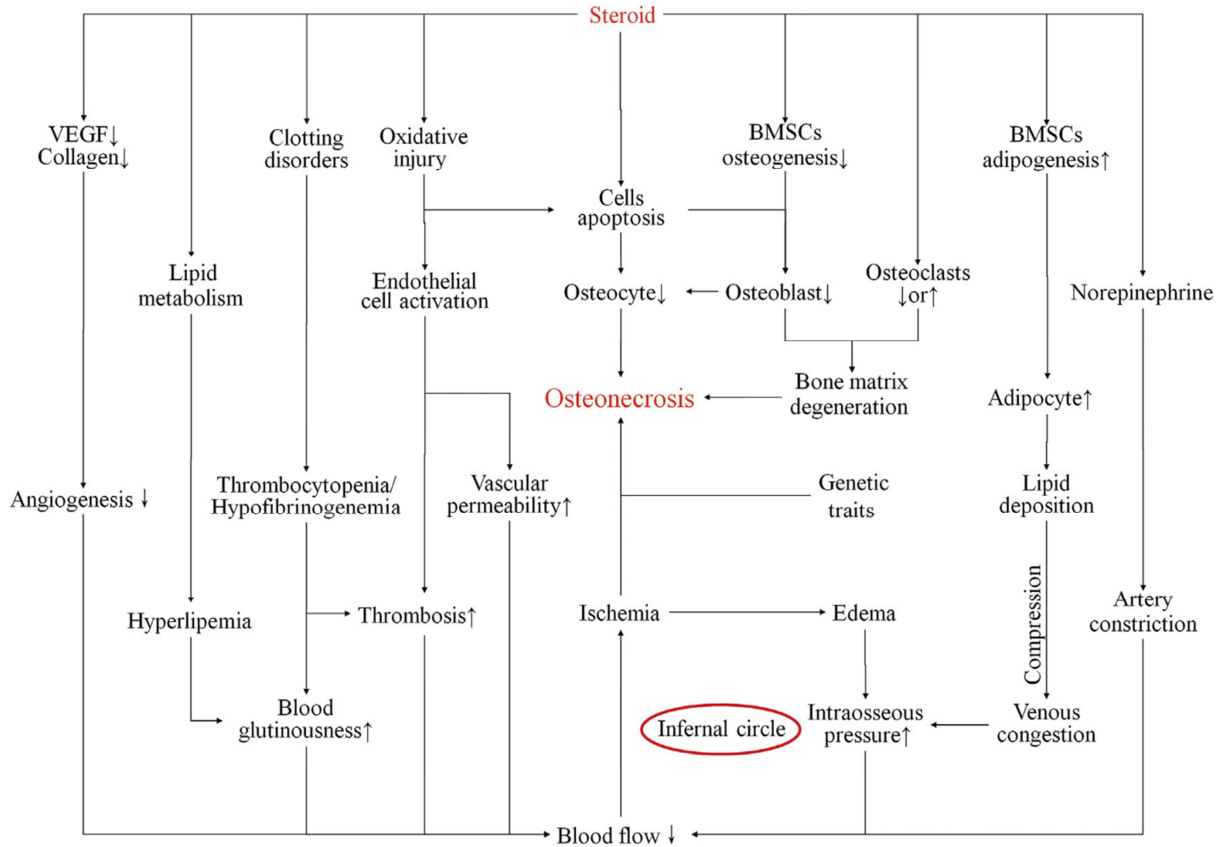 Steroid
VEGF↓
Collagen↓
Clotting
disorders
Oxidative
injury
BMSCs
osteogenesis↓
BMSCs
adipogenesis↑
Cells
apoptosis
Lipid
metabolism
Endothelial
cell activation
Osteocyte↓
Osteoblast↓
Osteoclasts
↓or↑
Norepinephrine
Osteonecrosis
Bone matrix
degeneration
Adipocyte↑
Angiogenesis ↓
Thrombocytopenia/
Hypofibrinogenemia
Vascular
permeability↑
Genetic
traits
Lipid
deposition
Hyperlipemia
Thrombosis↑
Ischemia
Edema
Compression
Artery
constriction
Blood
glutinousness↑
Infernal circle
Intraosseous
pressure↑
Venous
congestion
Blood flow ↓